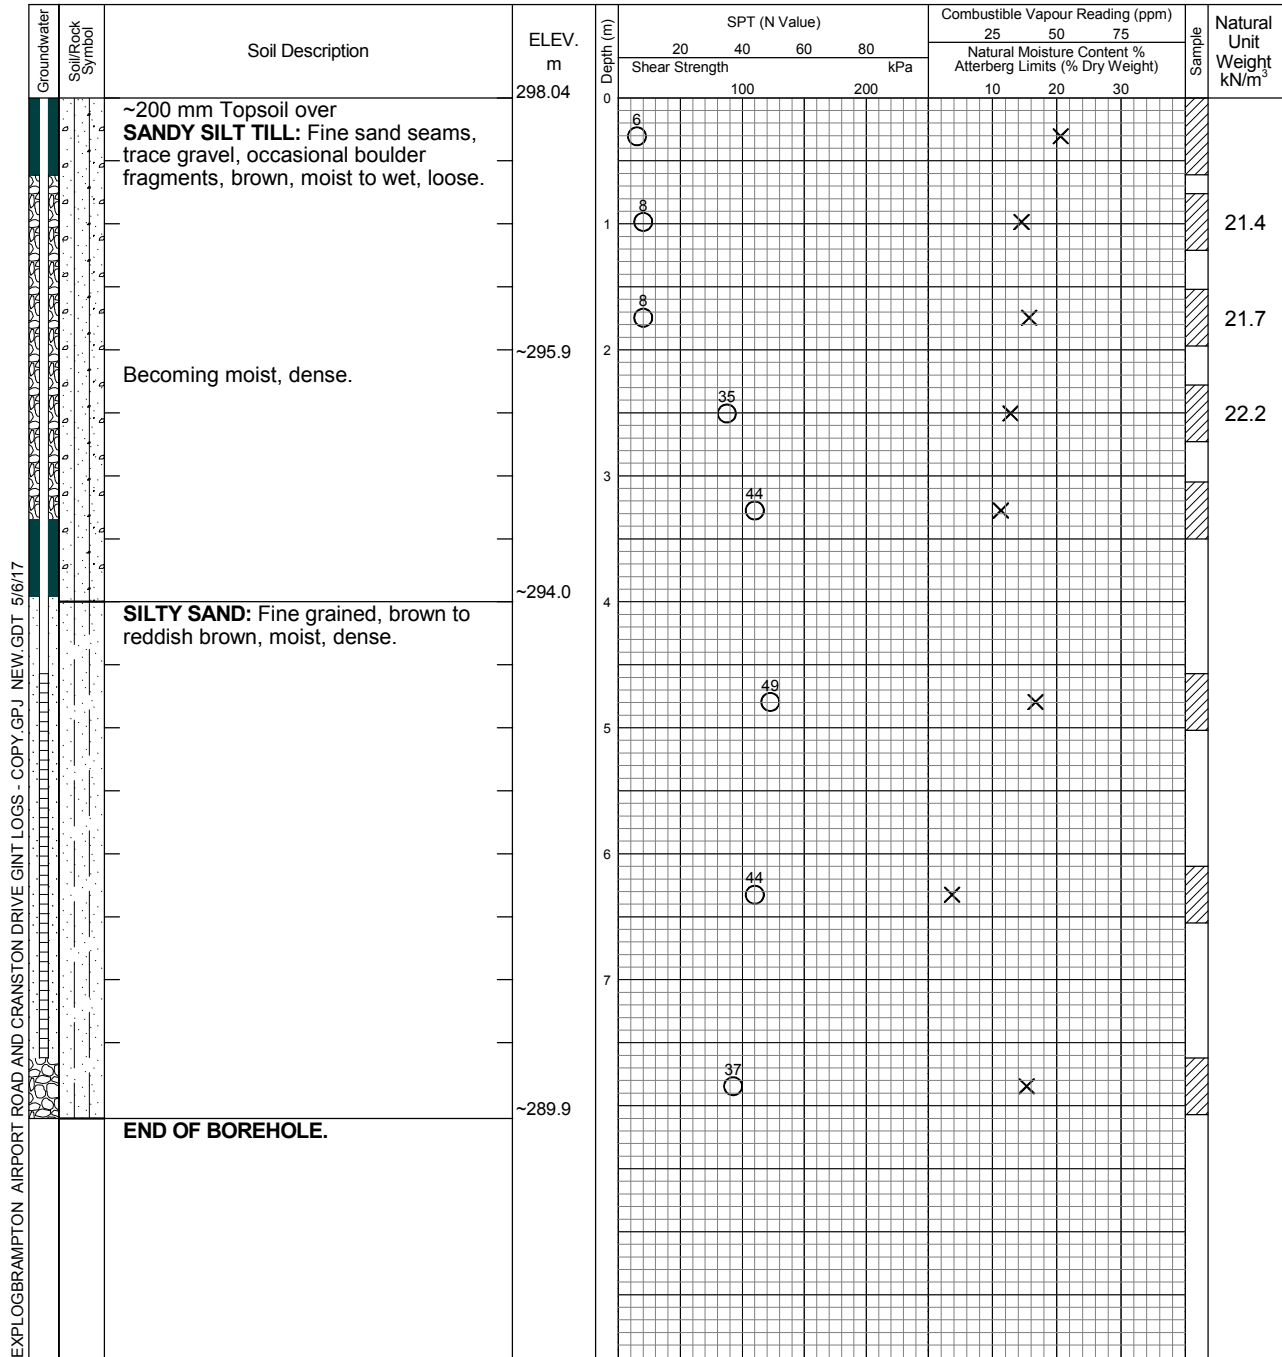 Groundwater
Soil/Rock
Symbol
Soil Description
ELEV.
m
298.04
Depth (m)
SPT (N Value)
20 40 60 80
Shear Strength kPa
100 200
Combustible Vapour Reading (ppm)
25 50 75
Natural Moisture Content %
Atterberg Limits (% Dry Weight)
10 20 30
Sample
Natural
Unit
Weight
kN/m³
0
~200 mm Topsoil over
SANDY SILT TILL: Fine sand seams,
trace gravel, occasional boulder
fragments, brown, moist to wet, loose.
6
8
1
21.4
8
21.7
~295.9
2
Becoming moist, dense.
35
22.2
3
44
~294.0
4
SILTY SAND: Fine grained, brown to
reddish brown, moist, dense.
49
5
6
44
7
37
~289.9
END OF BOREHOLE.
EXPLOGBRAMPTON AIRPORT ROAD AND CRANSTON DRIVE GINT LOGS - COPY.GPJ NEW.GDT 5/6/17